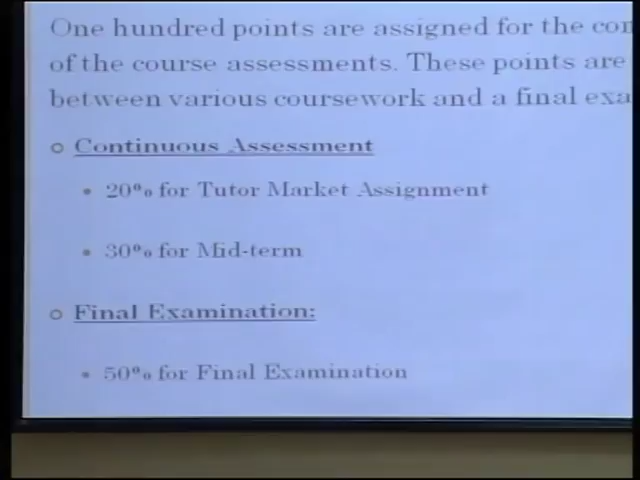 One hundred points are assigned for the
of the course assessments. These points are
between various coursework and a final
Continuous Assessment
20% for Tutor Market Assignment
30% for Mid-term
Final Examination:
50% for Final Examination